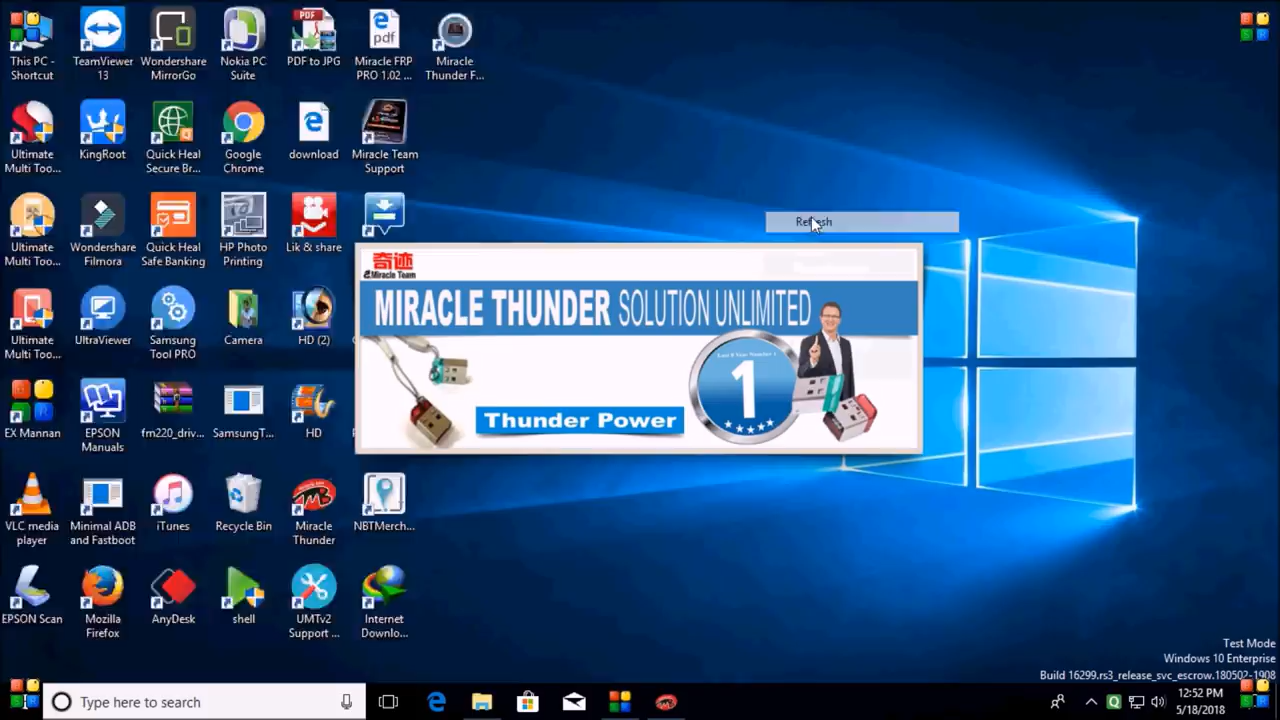 This PC -
Shortcut
TeamViewer
13
Wondershare
MirrorGo
Nokia PC
Suite
PDF to JPG
Miracle FRP
PRO 1.02 ...
Miracle
Thunder F...
Ultimate
Multi Too...
KingRoot
Quick Heal
Secure Br...
Google
Chrome
download
Miracle Team
Support
Ultimate
Multi Too...
Wondershare
Filmora
Quick Heal
Safe Banking
HP Photo
Printing
Lik & share
Refresh
奇迹
Miracle Team
MIRACLE THUNDER SOLUTION UNLIMITED
1
Thunder Power
Ultimate
Multi Too...
UltraViewer
Samsung
Tool PRO
Camera
HD (2)
EX Mannan
EPSON
Manuals
fm220_driv...
SamsungT...
HD
VLC media
player
Minimal ADB
and Fastboot
iTunes
Recycle Bin
Miracle
Thunder
NBTMerch...
EPSON Scan
Mozilla
Firefox
AnyDesk
shell
UMTv2
Support ...
Internet
Downlo...
Test Mode
Windows 10 Enterprise
Build 16299.rs3_release_svc_escrow.180502-1908
Type here to search
12:52 PM
5/18/2018